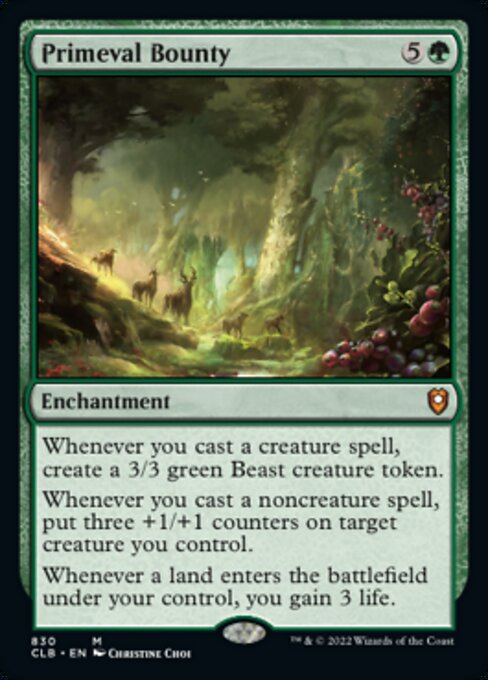 Primeval Bounty 5
Enchantment
Whenever you cast a creature spell,
create a 3/3 green Beast creature token.
Whenever you cast a noncreature spell,
put three +1/+1 counters on target
creature you control.
Whenever a land enters the battlefield
under your control, you gain 3 life.
830 M
CLB • EN Christine Choi
™ & © 2022 Wizards of the Coast